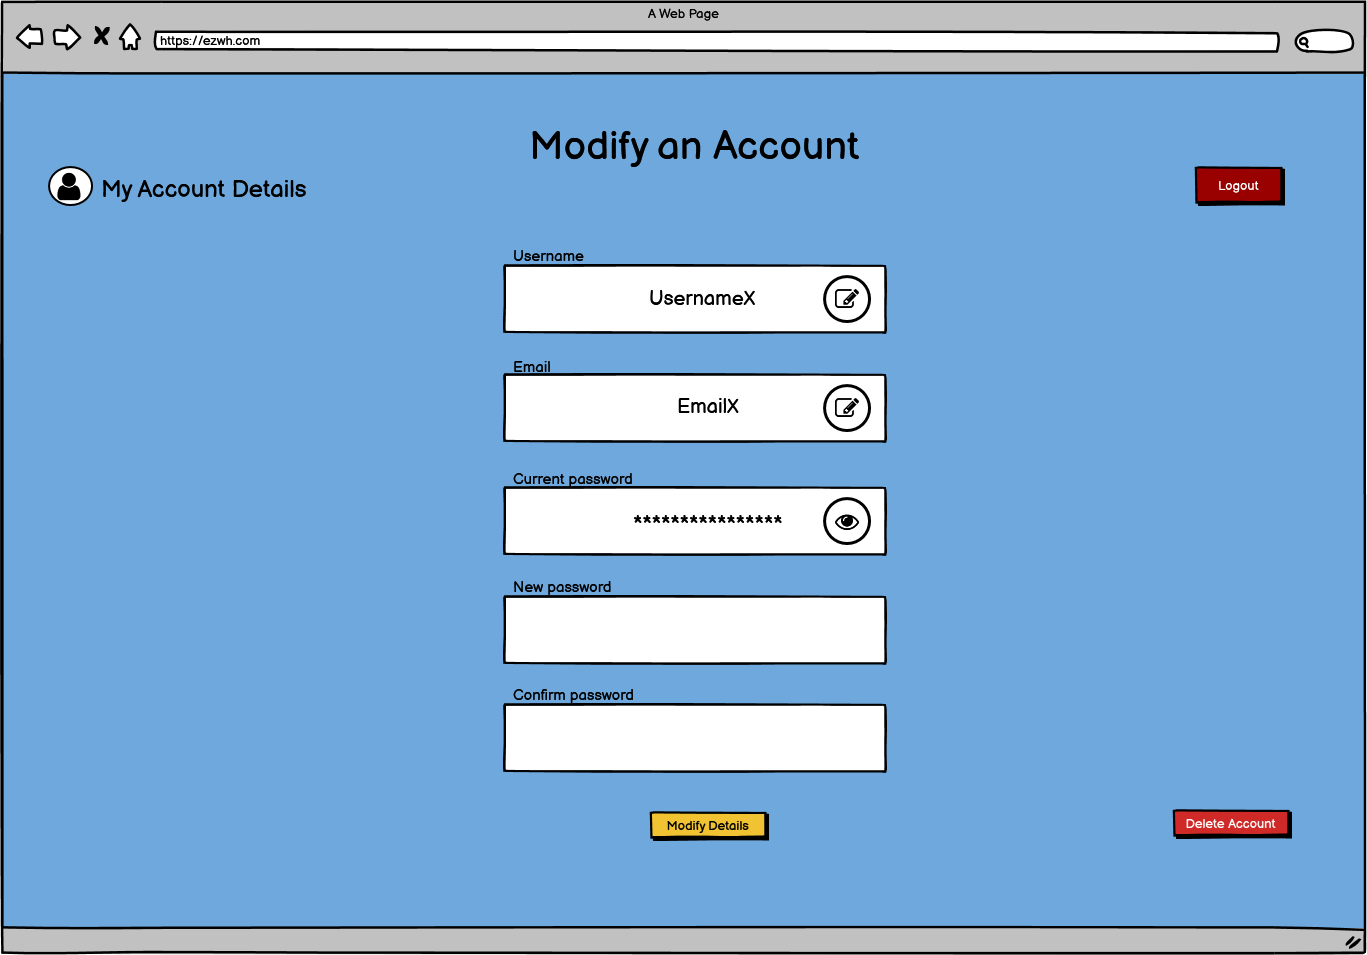 A Web Page
https://ezwh.com
Modify an Account
My Account Details
Logout
Username
UsernameX
Email
EmailX
Current password
****************
New password
Confirm password
Modify Details
Delete Account